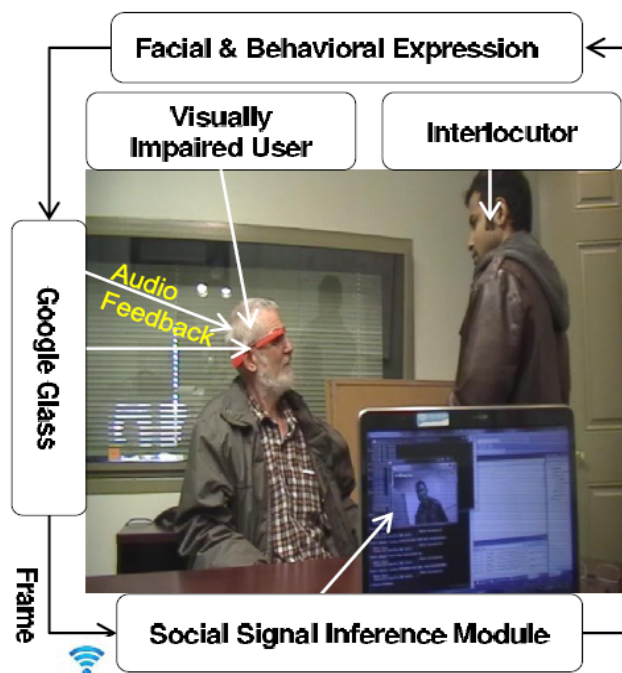 Facial & Behavioral Expression
Visually
Impaired User
Interlocutor
Audio
Feedback
Google Glass
Frame
Social Signal Inference Module